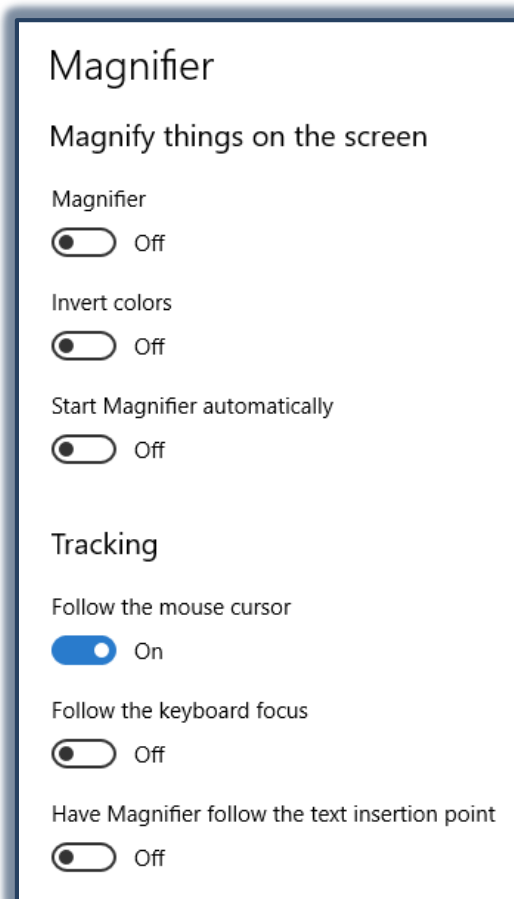 Magnifier
Magnify things on the screen
Magnifier
Off
Invert colors
Off
Start Magnifier automatically
Off
Tracking
Follow the mouse cursor
On
Follow the keyboard focus
Off
Have Magnifier follow the text insertion point
Off